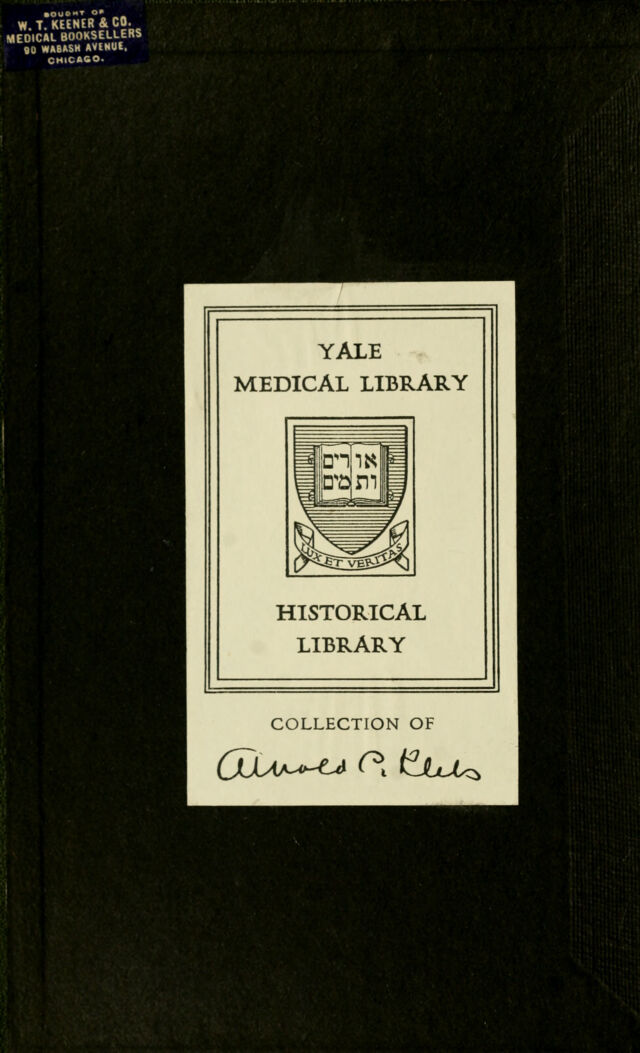 BOUGHT OF
W. T. KEENER & CO.
MEDICAL BOOKSELLERS
90 WABASH AVENUE,
CHICAGO.
YALE
MEDICAL LIBRARY
אורים
ותמים
LUX ET VERITAS
HISTORICAL
LIBRARY
COLLECTION OF
Arnold C. Klebs